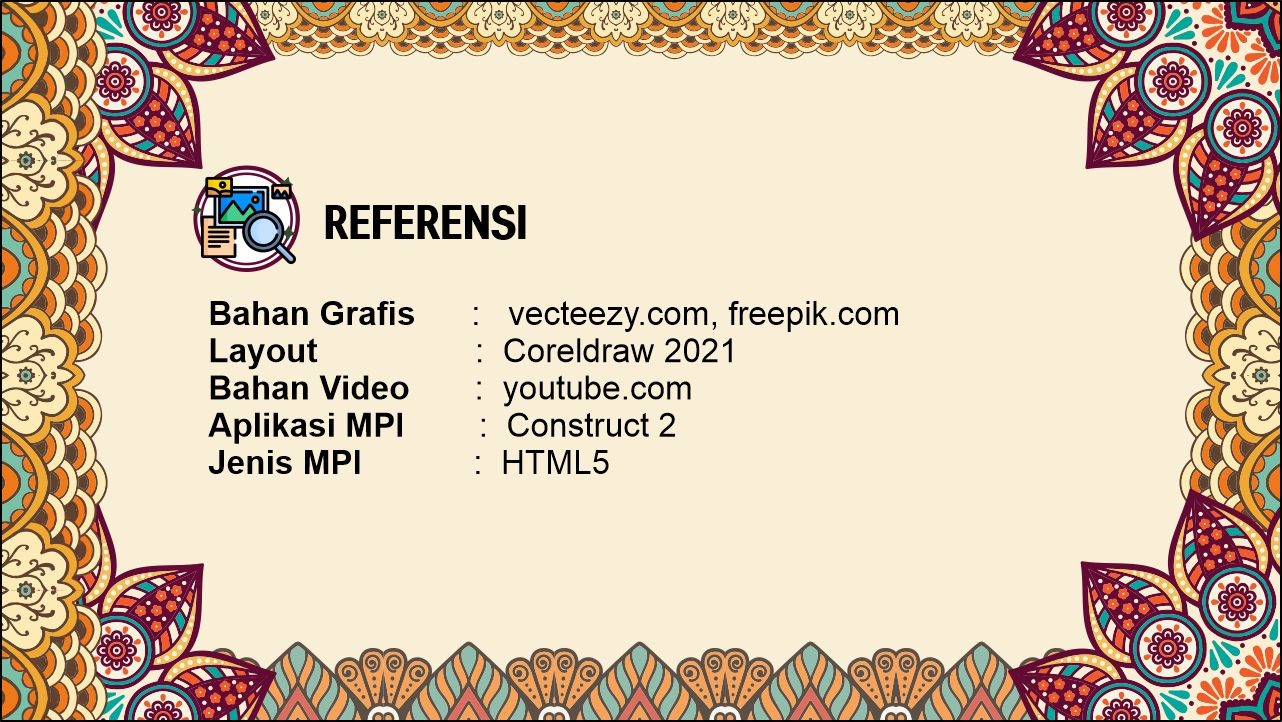 REFERENSI
Bahan Grafis : vecteezy.com, freepik.com
Layout : Coreldraw 2021
Bahan Video : youtube.com
Aplikasi MPI : Construct 2
Jenis MPI : HTML5